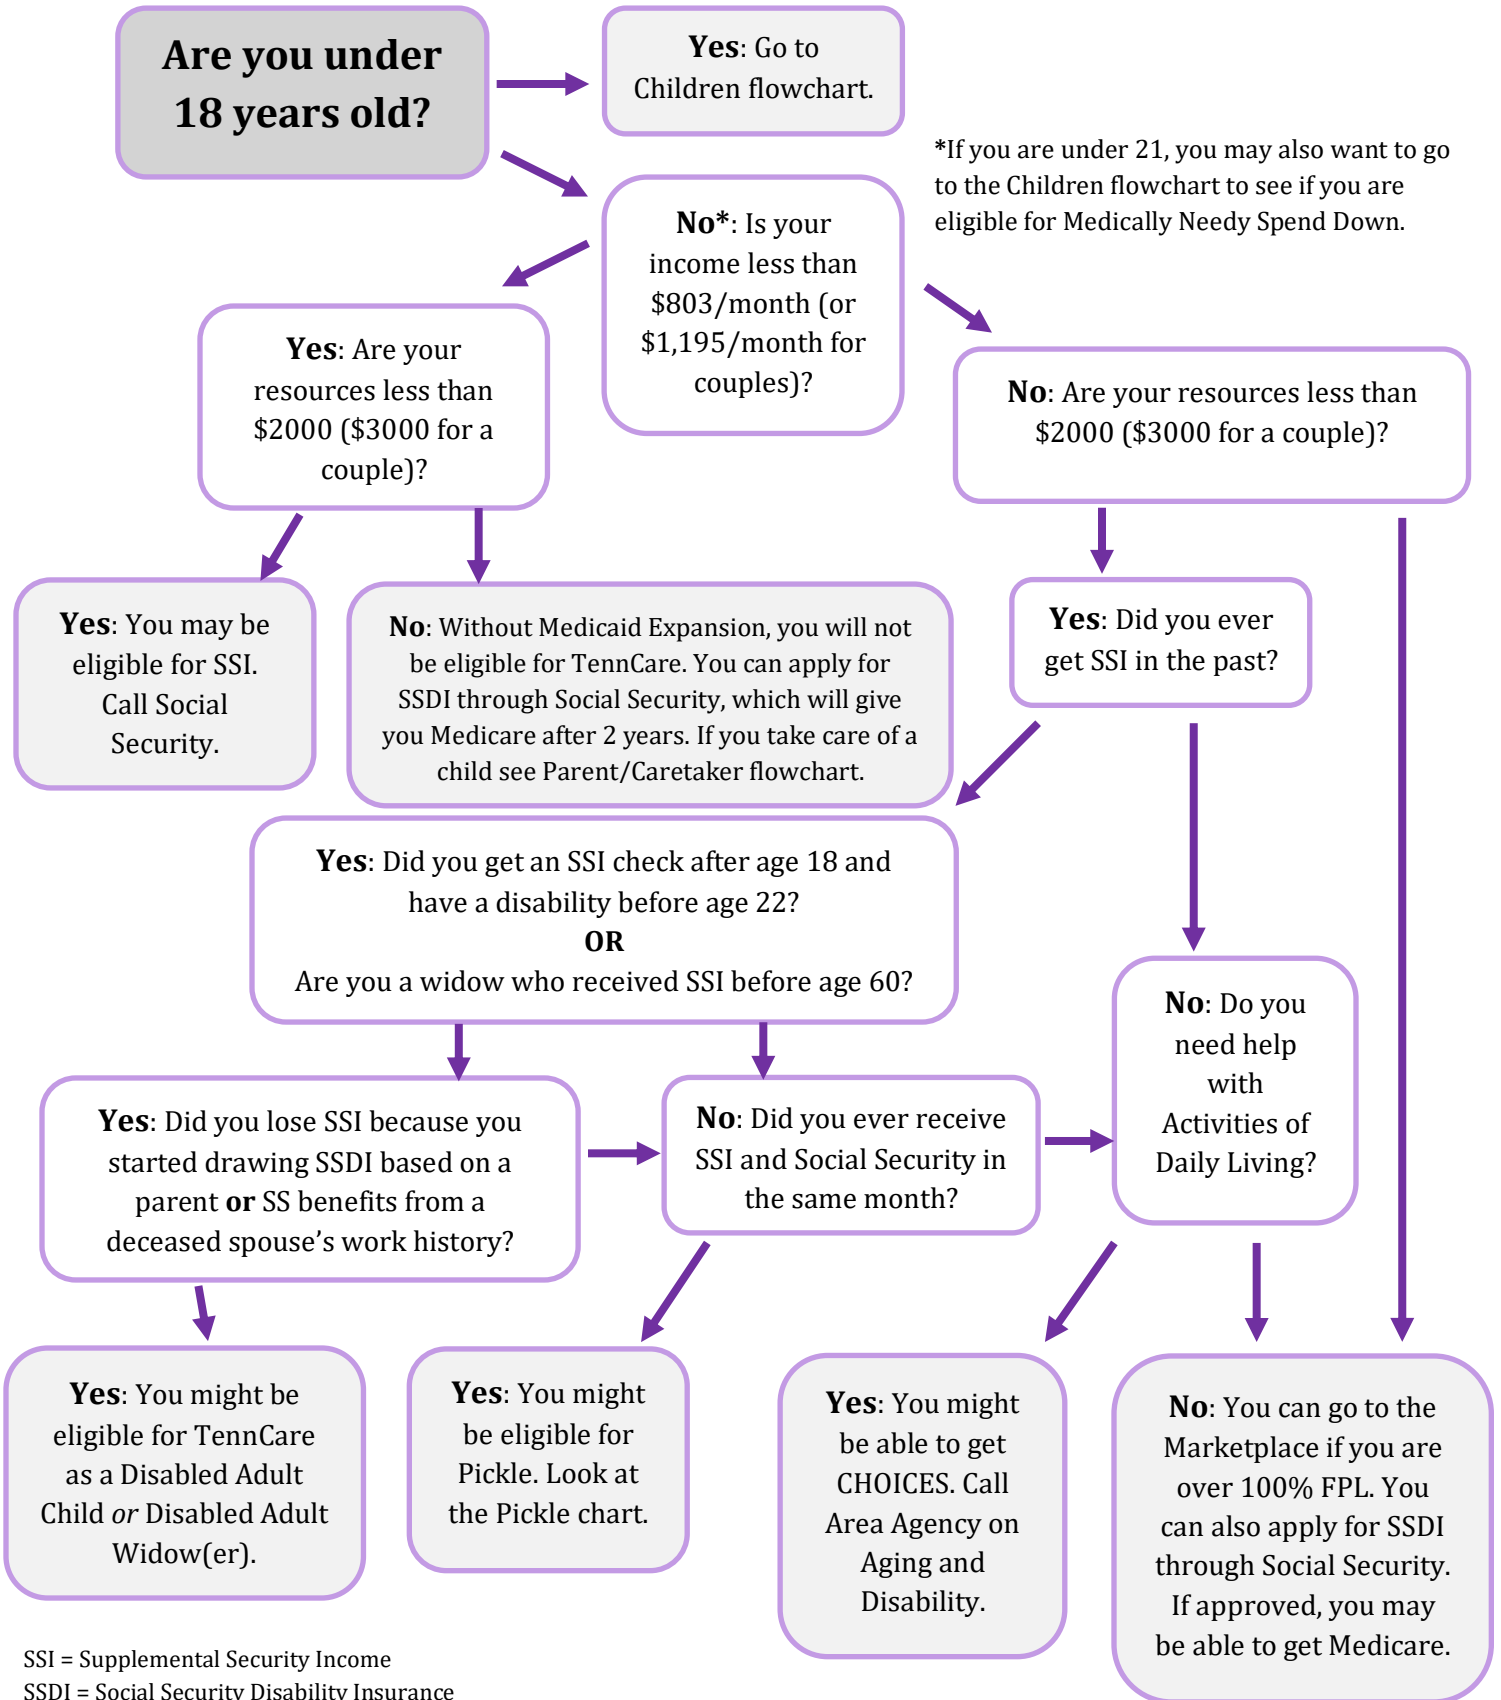 Are you under
18 years old?
Yes: Go to
Children flowchart.
*If you are under 21, you may also want to go
to the Children flowchart to see if you are
eligible for Medically Needy Spend Down.
No*: Is your
income less than
$803/month (or
$1,195/month for
couples)?
Yes: Are your
resources less than
$2000 ($3000 for a
couple)?
No: Are your resources less than
$2000 ($3000 for a couple)?
Yes: You may be
eligible for SSI.
Call Social
Security.
No: Without Medicaid Expansion, you will not
be eligible for TennCare. You can apply for
SSDI through Social Security, which will give
you Medicare after 2 years. If you take care of a
child see Parent/Caretaker flowchart.
Yes: Did you ever
get SSI in the past?
Yes: Did you get an SSI check after age 18 and
have a disability before age 22?
OR
Are you a widow who received SSI before age 60?
No: Do you
need help
with
Activities of
Daily Living?
Yes: Did you lose SSI because you
started drawing SSDI based on a
parent or SS benefits from a
deceased spouse's work history?
No: Did you ever receive
SSI and Social Security in
the same month?
Yes: You might be
eligible for TennCare
as a Disabled Adult
Child or Disabled Adult
Widow(er).
Yes: You might
be eligible for
Pickle. Look at
the Pickle chart.
Yes: You might
be able to get
CHOICES. Call
Area Agency on
Aging and
Disability.
No: You can go to the
Marketplace if you are
over 100% FPL. You
can also apply for SSDI
through Social Security.
If approved, you may
be able to get Medicare.
SSI = Supplemental Security Income
SSDI = Social Security Disability Insurance